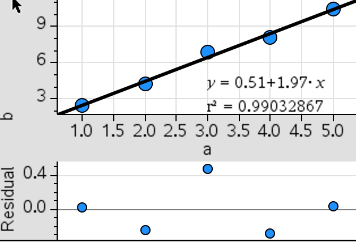 9
6
3
b
y = 0.51+1.97· x
r² = 0.99032867
1.0 1.5 2.0 2.5 3.0 3.5 4.0 4.5 5.0
a
Residual
0.4
0.0